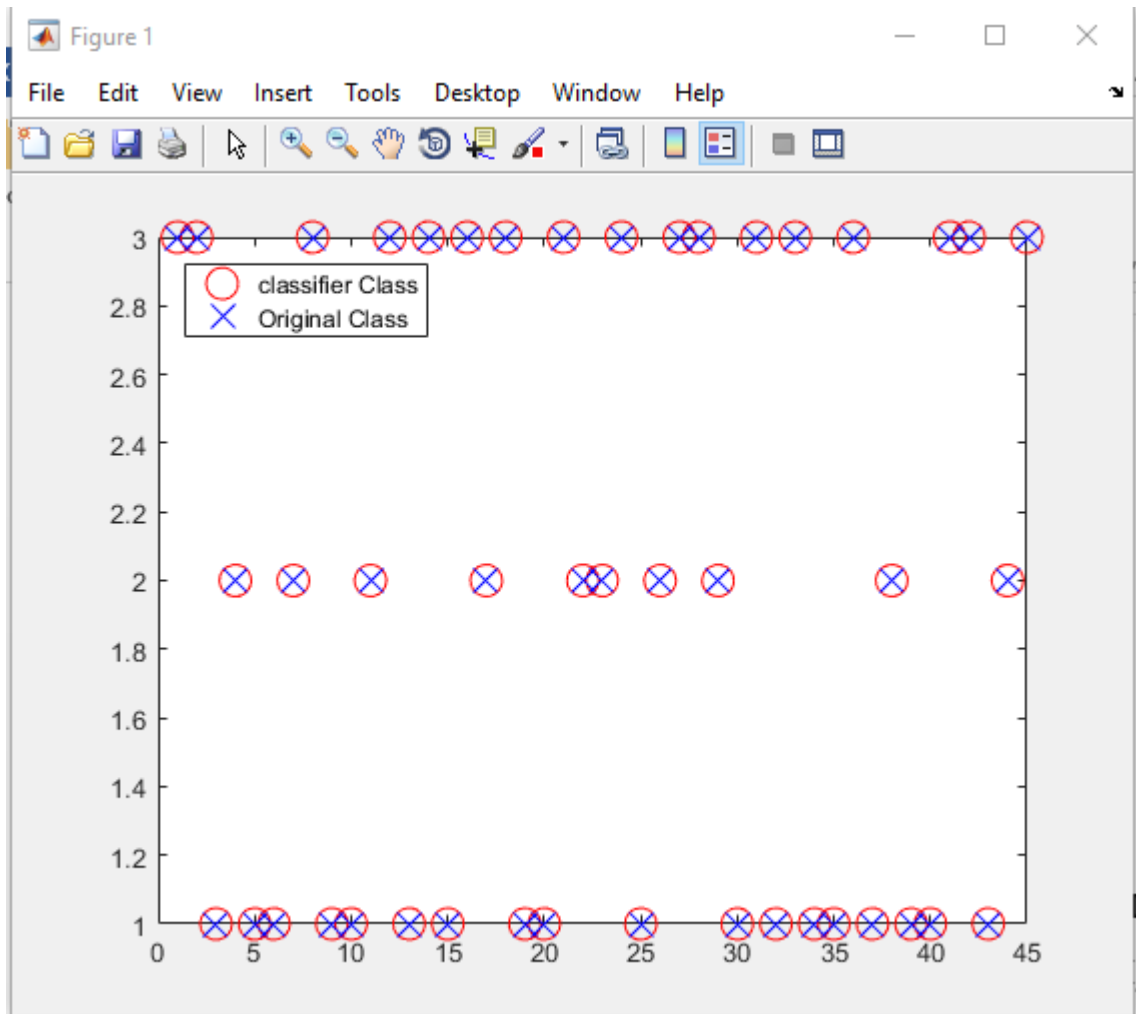 Figure 1
File Edit View Insert Tools Desktop Window Help
3
classifier Class
Original Class
2.8
2.6
2.4
2.2
2
1.8
1.6
1.4
1.2
1
0 5 10 15 20 25 30 35 40 45